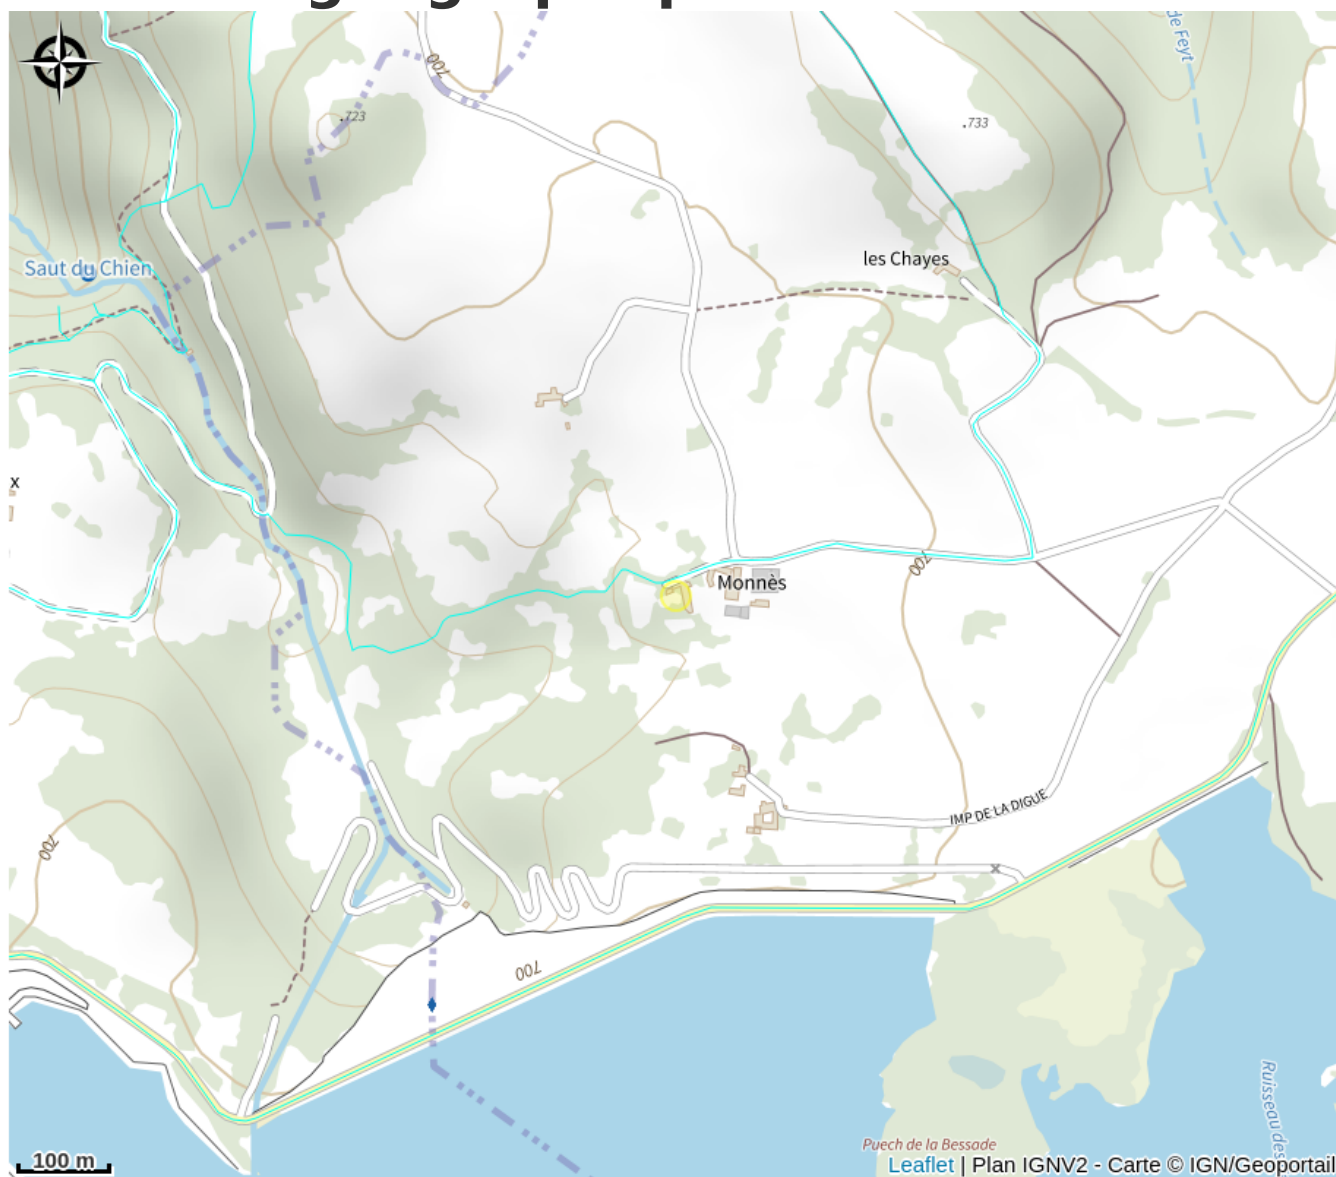 de Feyt
700
723
733
les Chayes
Saut du Chien
x
Monnès
700
IMP DE LA DIGUE
700
700
Ruisseau des
Puech de la Bessade
100 m
Leaflet | Plan IGNV2 - Carte © IGN/Geoportail